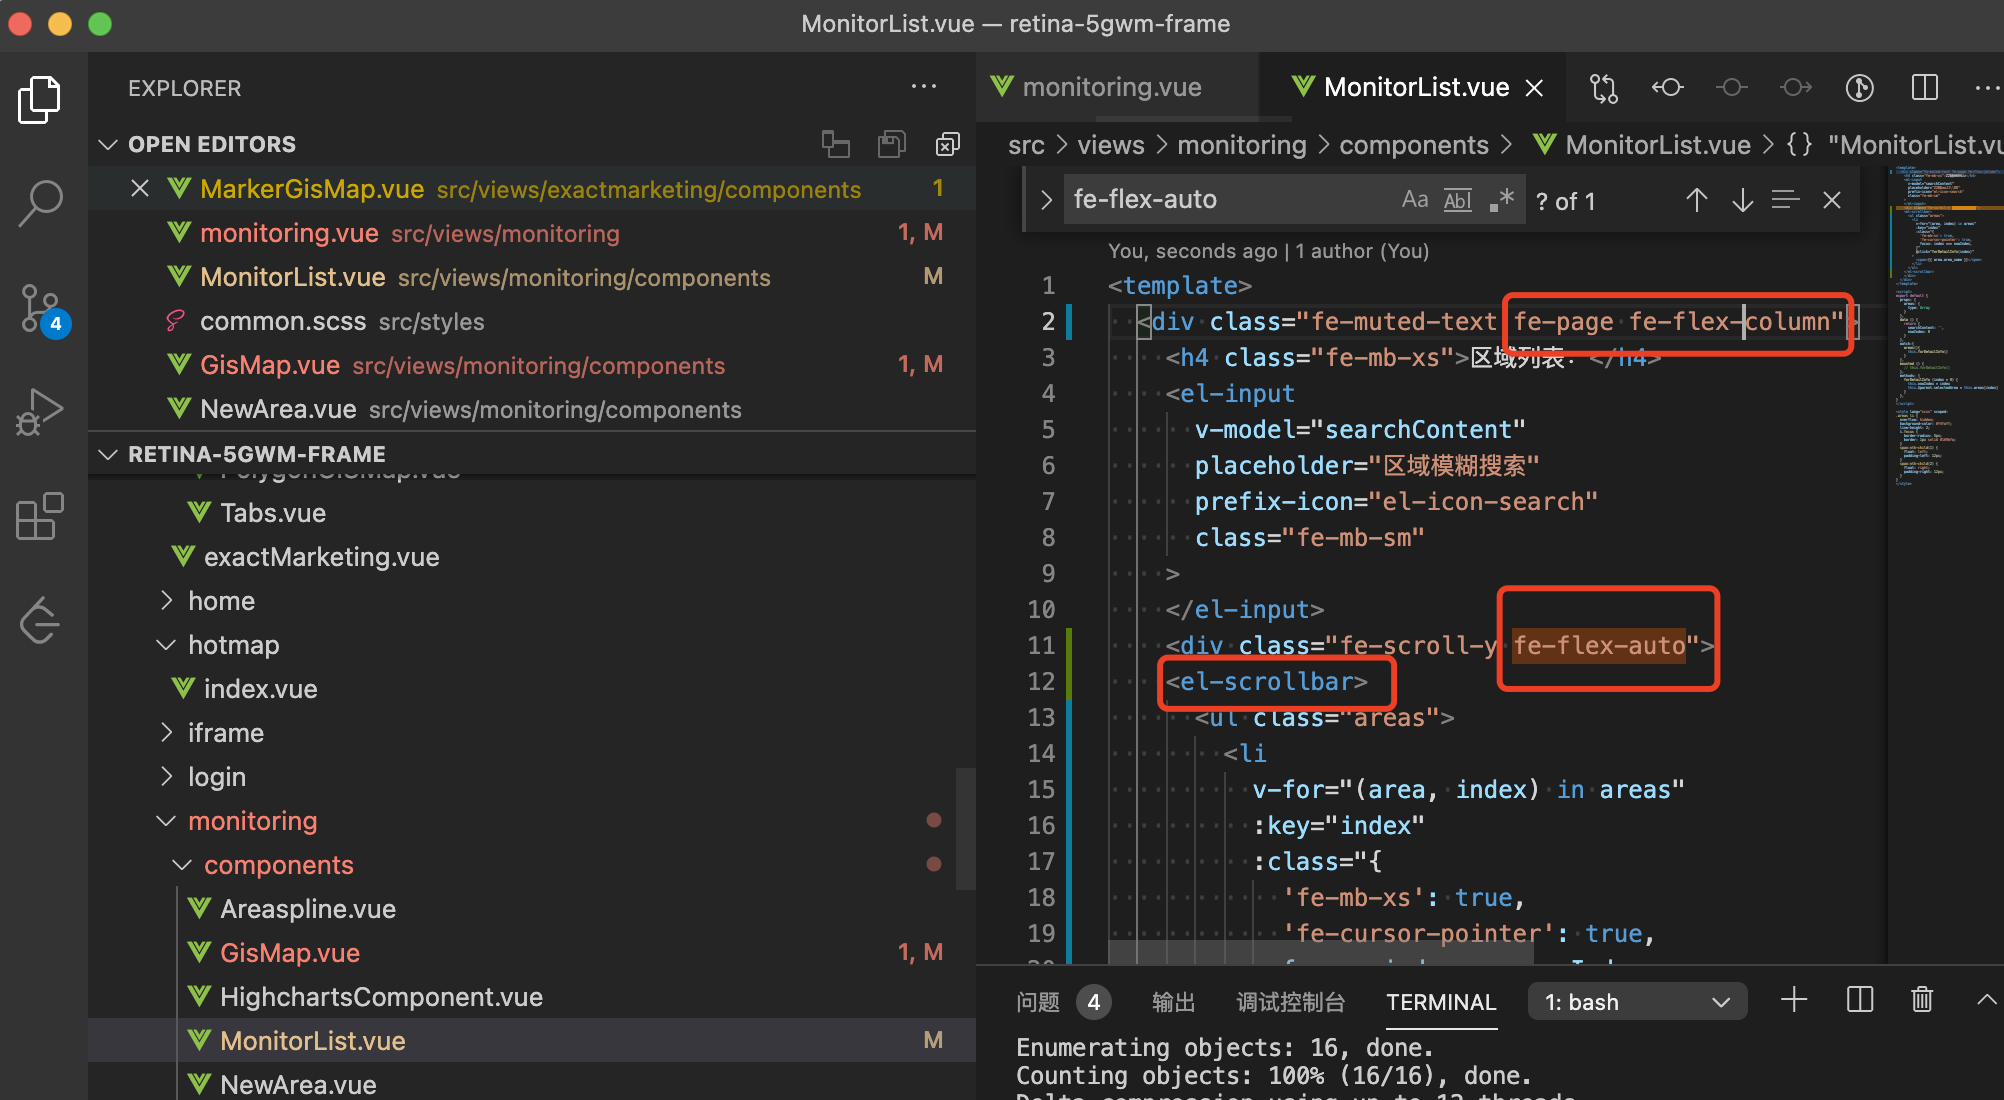 MonitorList.vue — retina-5gwm-frame
EXPLORER
OPEN EDITORS
MarkerGisMap.vue src/views/exactmarketing/components 1
monitoring.vue src/views/monitoring 1, M
MonitorList.vue src/views/monitoring/components M
common.scss src/styles
GisMap.vue src/views/monitoring/components 1, M
NewArea.vue src/views/monitoring/components
RETINA-5GWM-FRAME
PolygonGisMap.vue
Tabs.vue
exactMarketing.vue
home
hotmap
index.vue
iframe
login
monitoring
components
Areaspline.vue
GisMap.vue 1, M
HighchartsComponent.vue
MonitorList.vue M
NewArea.vue
4
monitoring.vue
MonitorList.vue
src > views > monitoring > components > MonitorList.vue > {} "MonitorList.vu
fe-flex-auto Aa Abl .* ? of 1
You, seconds ago | 1 author (You)
1 <template>
2 <div class="fe-muted-text fe-page fe-flex-column">
3 <h4 class="fe-mb-xs">区域列表：</h4>
4 <el-input
5 v-model="searchContent"
6 placeholder="区域模糊搜索"
7 prefix-icon="el-icon-search"
8 class="fe-mb-sm"
9 >
10 </el-input>
11 <div class="fe-scroll-y fe-flex-auto">
12 <el-scrollbar>
13 <ul class="areas">
14 <li
15 v-for="(area, index) in areas"
16 :key="index"
17 :class="{
18 'fe-mb-xs': true,
19 'fe-cursor-pointer': true,
20
问题 4 输出 调试控制台 TERMINAL 1: bash
Enumerating objects: 16, done.
Counting objects: 100% (16/16), done.
Delta compression using up to 12 threads